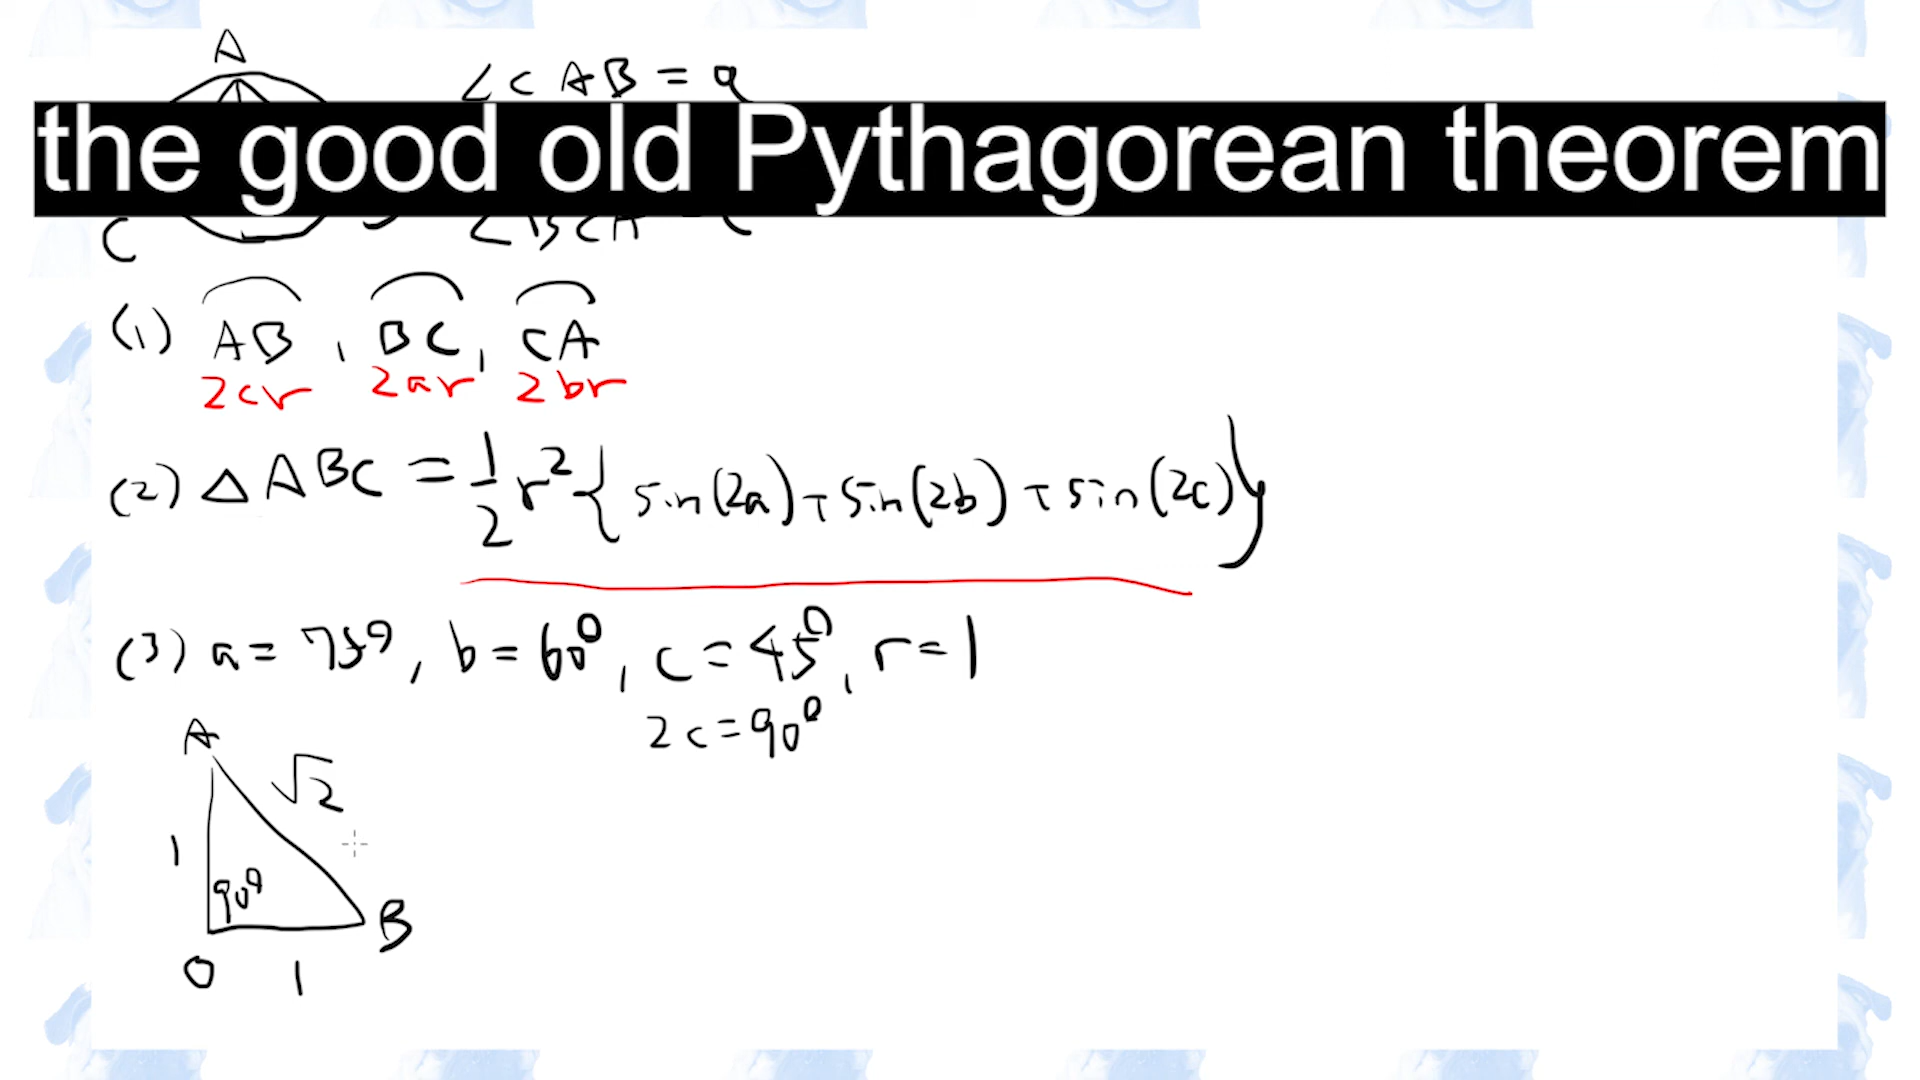 A
∠CAB = a
the good old Pythagorean theorem
C
∠BCA
(1) AB, BC, CA
2cr 2ar 2br
(2) △ABC = 1/2 r² { sin(2a) + sin(2b) + sin(2c) }
(3) a = 75°, b = 60°, c = 45°, r = 1
2c = 90°
A
√2
1
90°
B
O
1